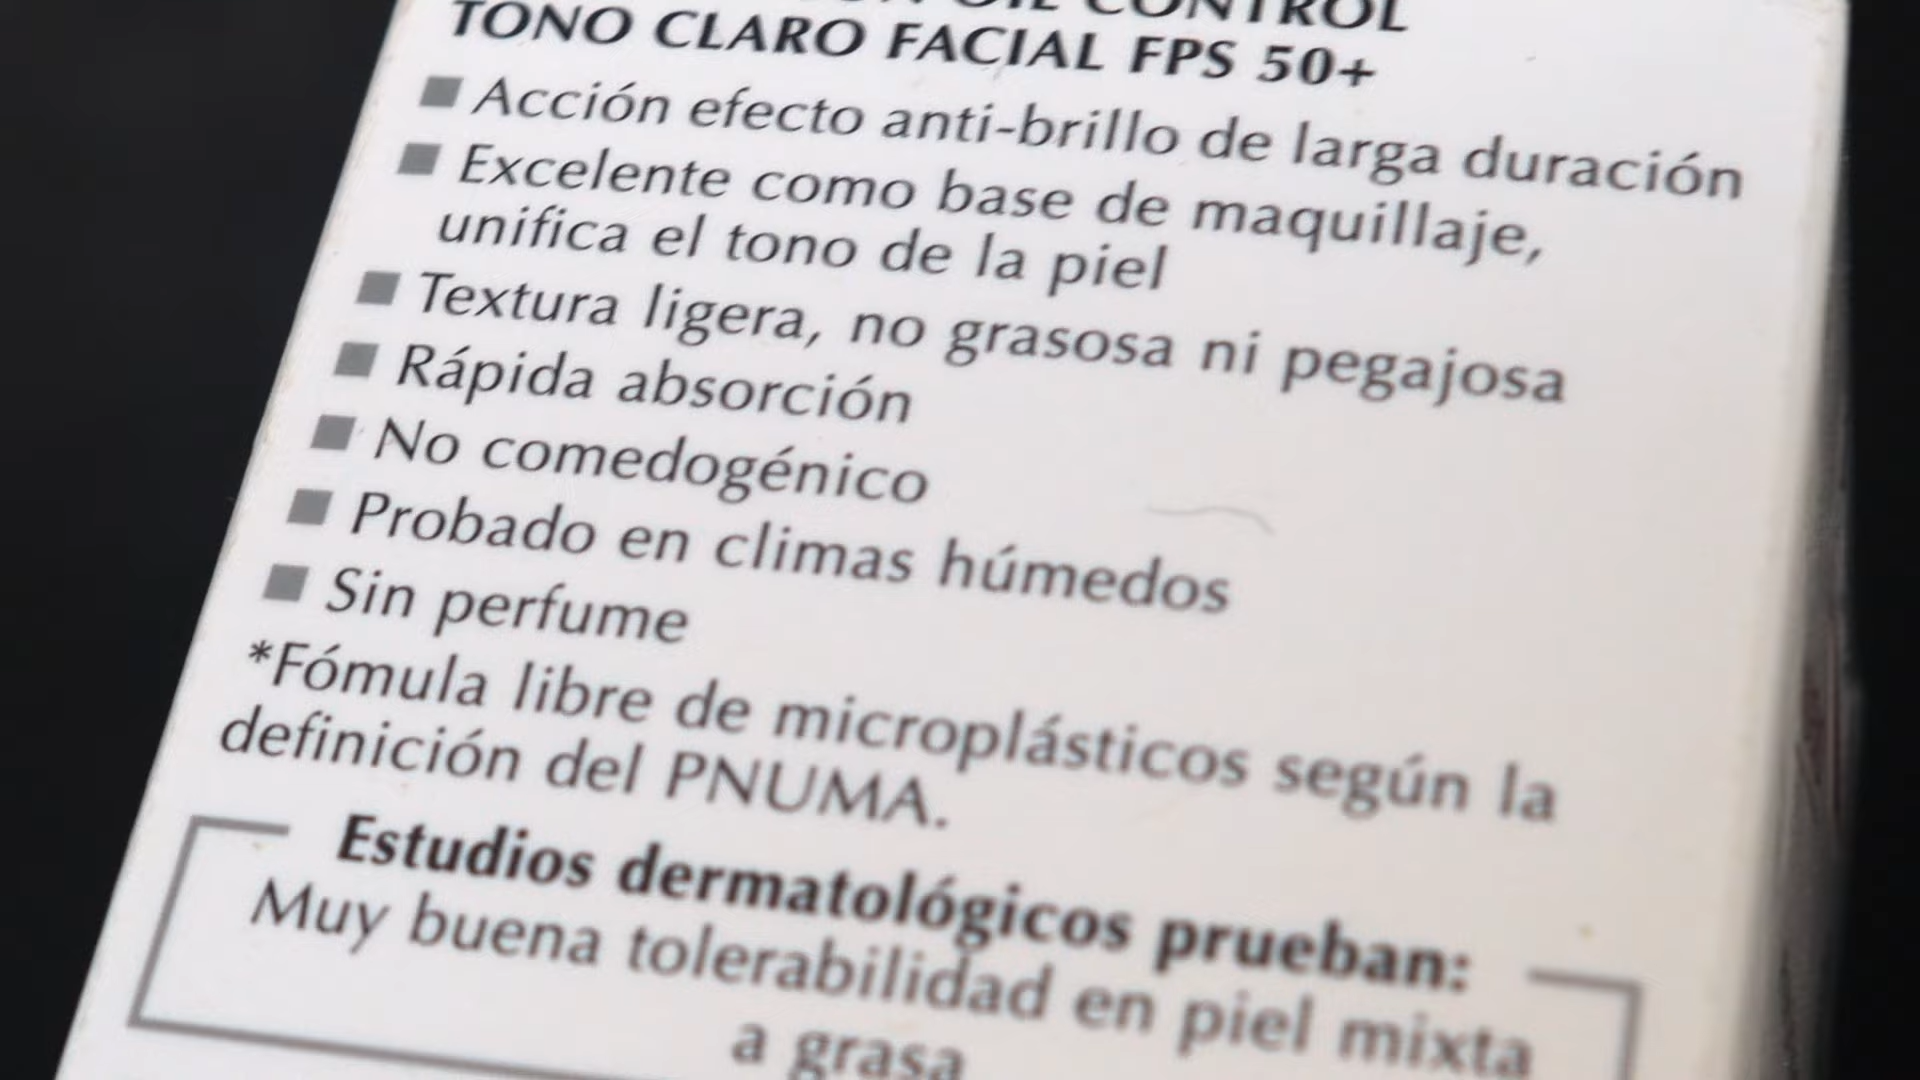 OIL CONTROL
TONO CLARO FACIAL FPS 50+
Acción efecto anti-brillo de larga duración
Excelente como base de maquillaje,
unifica el tono de la piel
Textura ligera, no grasosa ni pegajosa
Rápida absorción
No comedogénico
Probado en climas húmedos
Sin perfume
*Fómula libre de microplásticos según la
definición del PNUMA.
Estudios dermatológicos prueban:
Muy buena tolerabilidad en piel mixta
a grasa